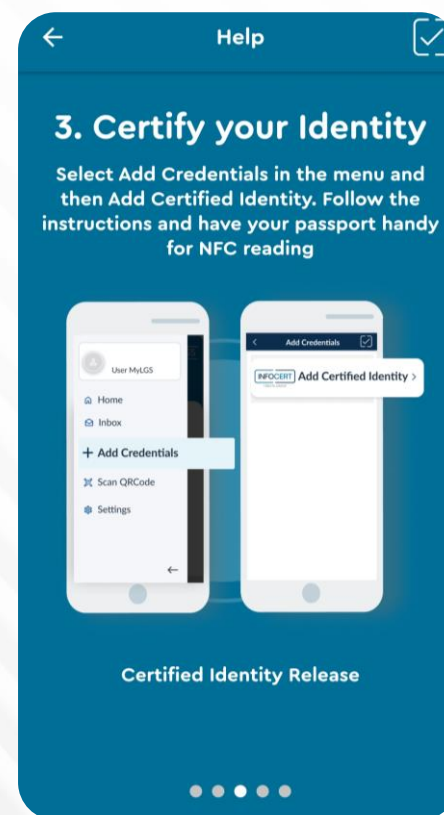 Help
3. Certify your Identity
Select Add Credentials in the menu and
then Add Certified Identity. Follow the
instructions and have your passport handy
for NFC reading
User MyLGS
Home
Inbox
+ Add Credentials
Scan QRCode
Settings
Add Credentials
INFOCERT Add Certified Identity >
Certified Identity Release